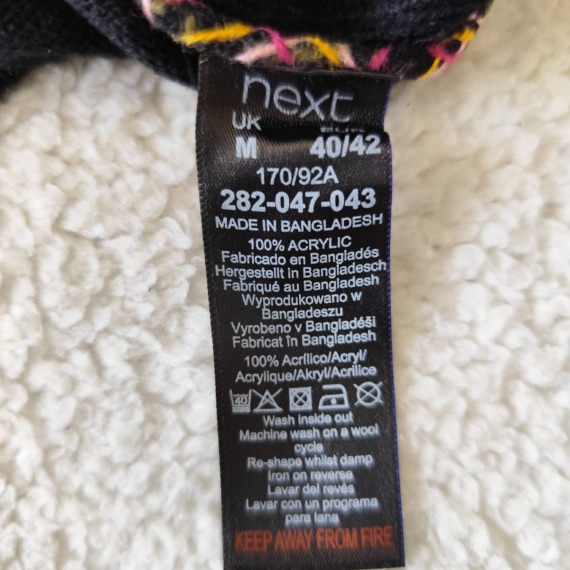 next
UK
M 40/42
170/92A
282-047-043
MADE IN BANGLADESH
100% ACRYLIC
Fabricado en Bangladés
Hergestellt in Bangladesch
Fabriqué au Bangladesh
Wyprodukowano w
Bangladeszu
Vyrobeno v Bangladéši
Fabricat în Bangladesh
100% Acrílico/Acryl/
Acrylique/Akryl/Acrilice
40
Wash inside out
Machine wash on a wool
cycle
Re-shape whilst damp
Iron on reverse
Lavar del revés
Lavar con un programa
para lana
KEEP AWAY FROM FIRE